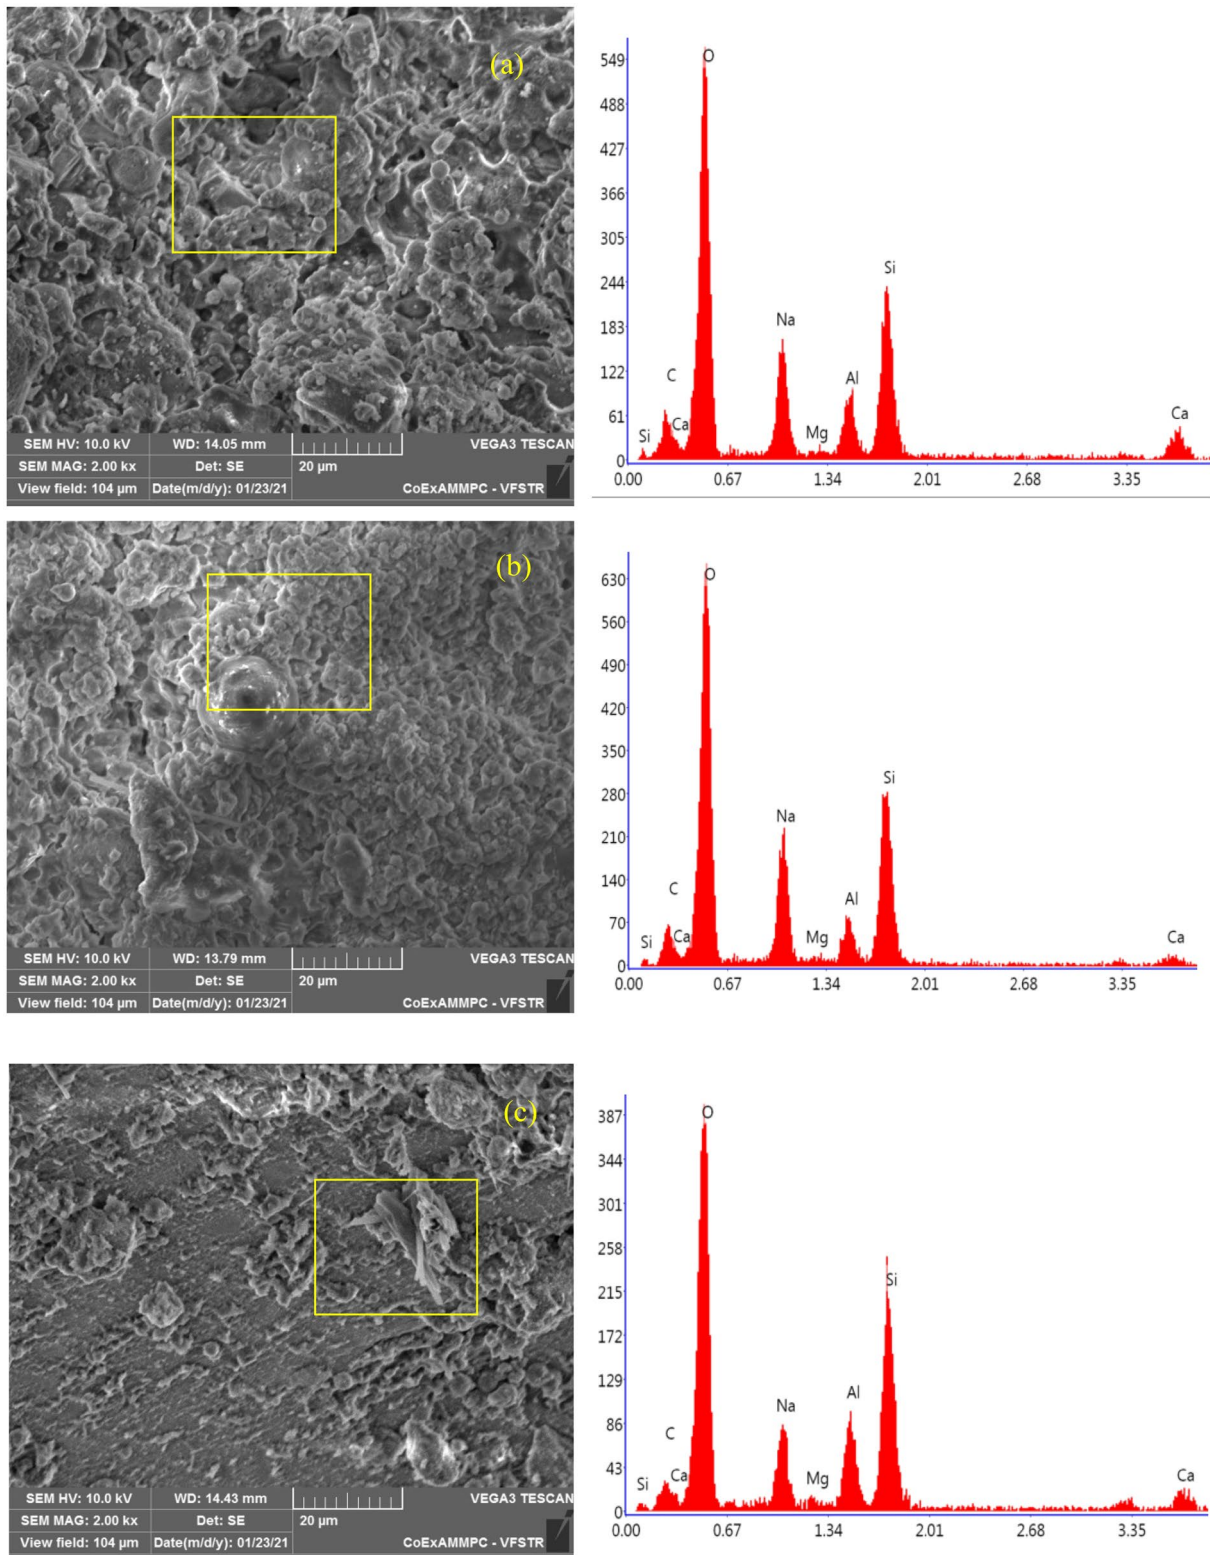 (a)
SEM HV: 10.0 kV WD: 14.05 mm VEGA3 TESCAN
SEM MAG: 2.00 kx Det: SE 20 µm
View field: 104 µm Date(m/d/y): 01/23/21 CoExAMMPC - VFSTR
549
488
427
366
305
244
183
122
61
0
O
Si
Na
Al
C
Ca
Si
Mg
Ca
0.00 0.67 1.34 2.01 2.68 3.35
(b)
SEM HV: 10.0 kV WD: 13.79 mm VEGA3 TESCAN
SEM MAG: 2.00 kx Det: SE 20 µm
View field: 104 µm Date(m/d/y): 01/23/21 CoExAMMPC - VFSTR
630
560
490
420
350
280
210
140
70
0
O
Si
Na
C
Al
Si
Ca
Mg
Ca
0.00 0.67 1.34 2.01 2.68 3.35
(c)
SEM HV: 10.0 kV WD: 14.43 mm VEGA3 TESCAN
SEM MAG: 2.00 kx Det: SE 20 µm
View field: 104 µm Date(m/d/y): 01/23/21 CoExAMMPC - VFSTR
387
344
301
258
215
172
129
86
43
0
O
Si
Al
Na
C
Ca
Si
Mg
Ca
0.00 0.67 1.34 2.01 2.68 3.35